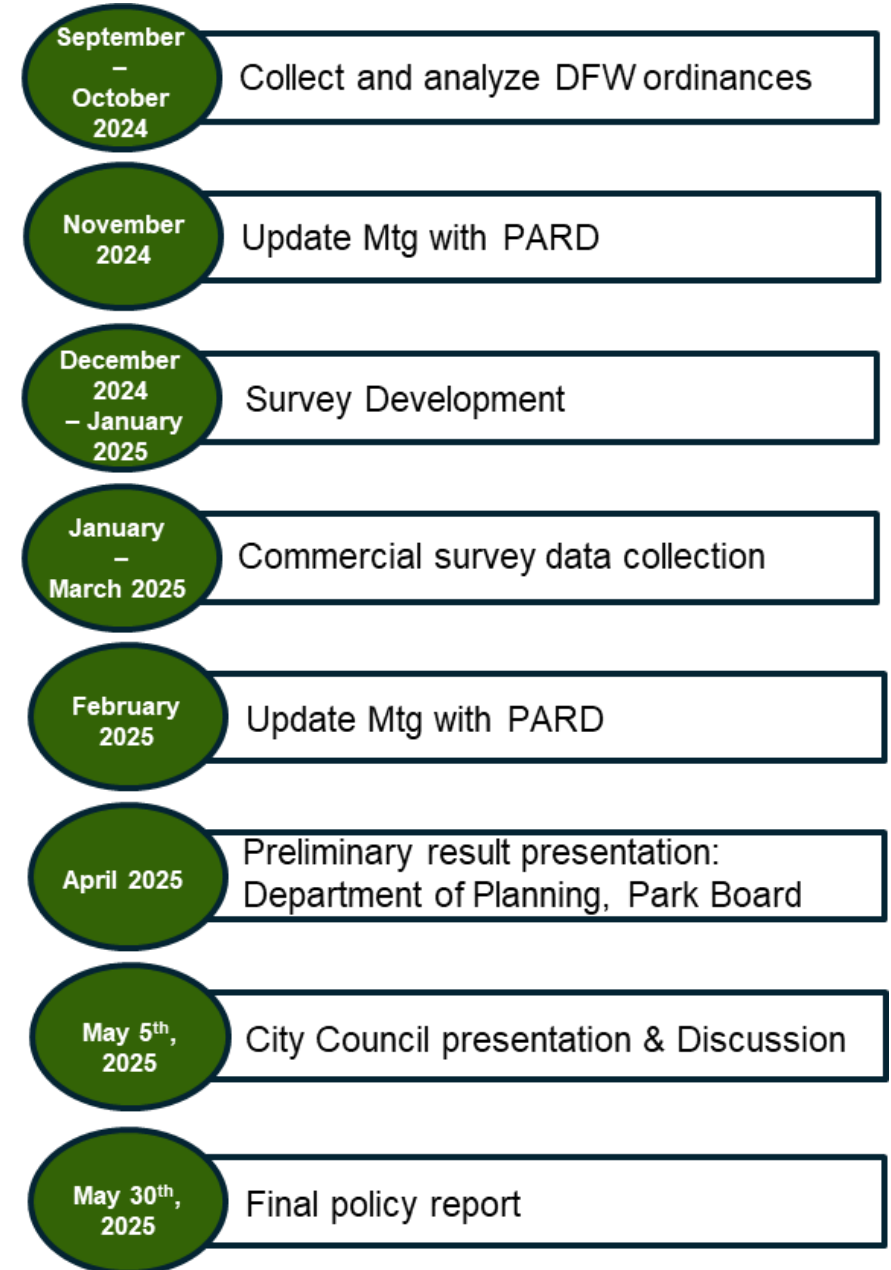 September
–
October
2024
Collect and analyze DFW ordinances
November
2024
Update Mtg with PARD
December
2024
– January
2025
Survey Development
January
–
March 2025
Commercial survey data collection
February
2025
Update Mtg with PARD
April 2025
Preliminary result presentation:
Department of Planning, Park Board
May 5th,
2025
City Council presentation & Discussion
May 30th,
2025
Final policy report